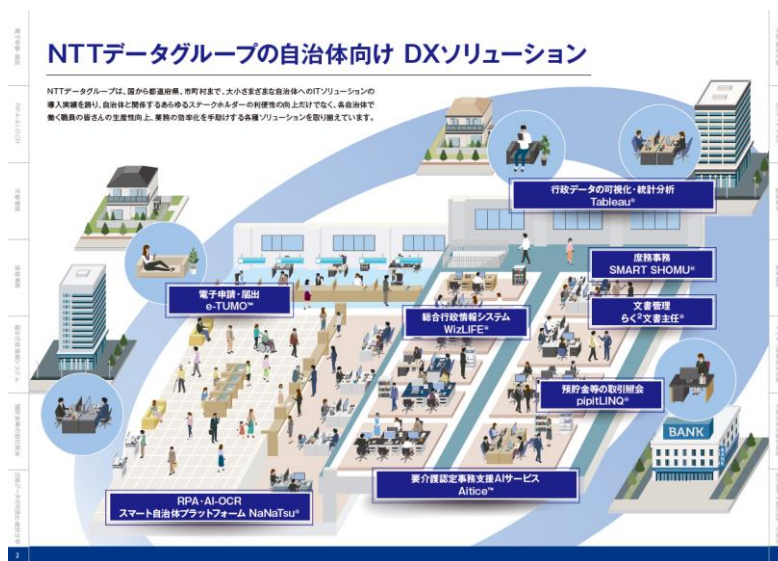 NTTデータグループの自治体向け DXソリューション
NTTデータグループは、国から都道府県、市町村まで、大小さまざまな自治体へのITソリューションの
導入実績を誇り、自治体と関係するあらゆるステークホルダーの利便性の向上だけでなく、各自治体で
働く職員の皆さんの生産性向上、業務の効率化を手助けする各種ソリューションを取り揃えています。
行政データの可視化・統計分析
Tableau®
庶務事務
SMART SHOMU®
電子申請・届出
e-TUMO™
総合行政情報システム
WizLIFE®
文書管理
らく²文書主任®
預貯金等の取引照会
pipitLINQ®
BANK
BANK
要介護認定事務支援AIサービス
Aitice™
RPA・AI-OCR
スマート自治体プラットフォーム NaNaTsu®
2